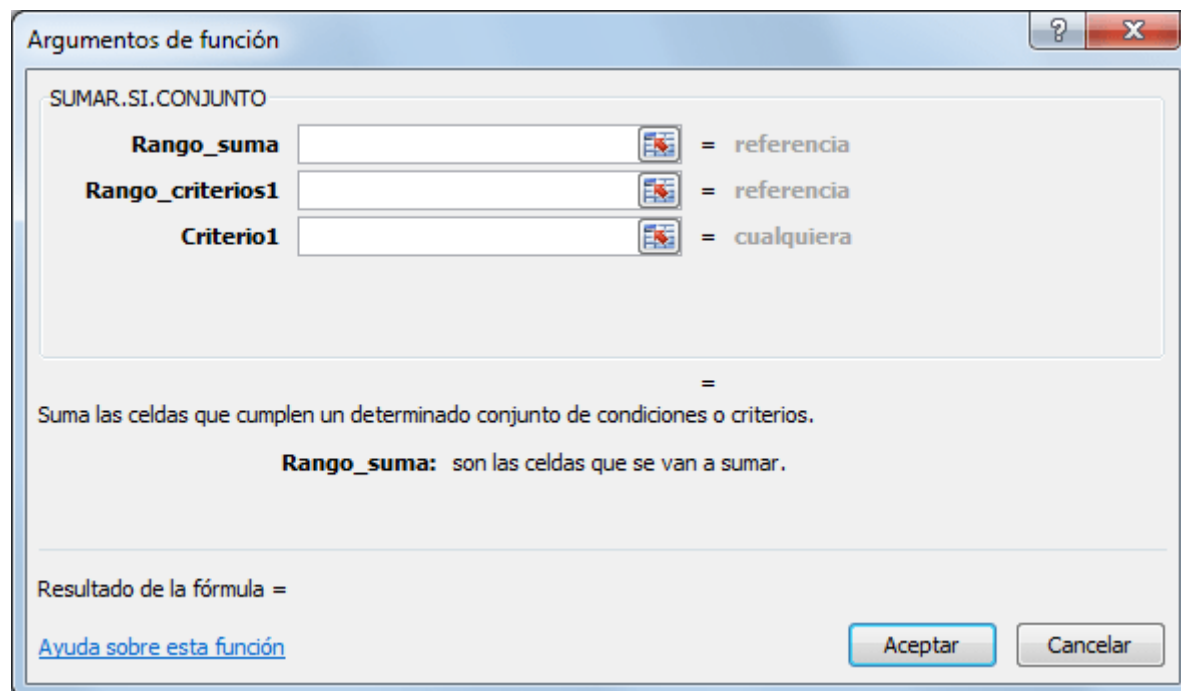 Argumentos de función
SUMAR.SI.CONJUNTO
Rango_suma = referencia
Rango_criterios1 = referencia
Criterio1 = cualquiera
=
Suma las celdas que cumplen un determinado conjunto de condiciones o criterios.
Rango_suma: son las celdas que se van a sumar.
Resultado de la fórmula =
Ayuda sobre esta función Aceptar Cancelar